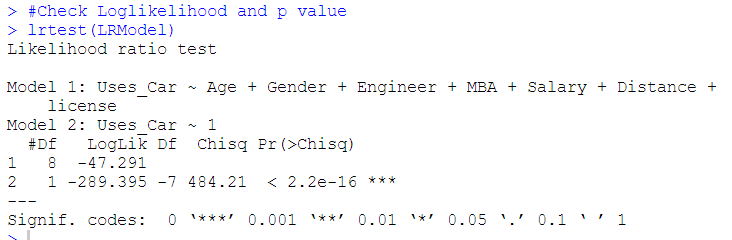 > #Check Loglikelihood and p value
> lrtest(LRModel)
Likelihood ratio test

Model 1: Uses_Car ~ Age + Gender + Engineer + MBA + Salary + Distance +
    license
Model 2: Uses_Car ~ 1
  #Df   LogLik Df  Chisq Pr(>Chisq)
1   8  -47.291
2   1 -289.395 -7 484.21  < 2.2e-16 ***
---
Signif. codes:  0 ‘***’ 0.001 ‘**’ 0.01 ‘*’ 0.05 ‘.’ 0.1 ‘ ’ 1
>